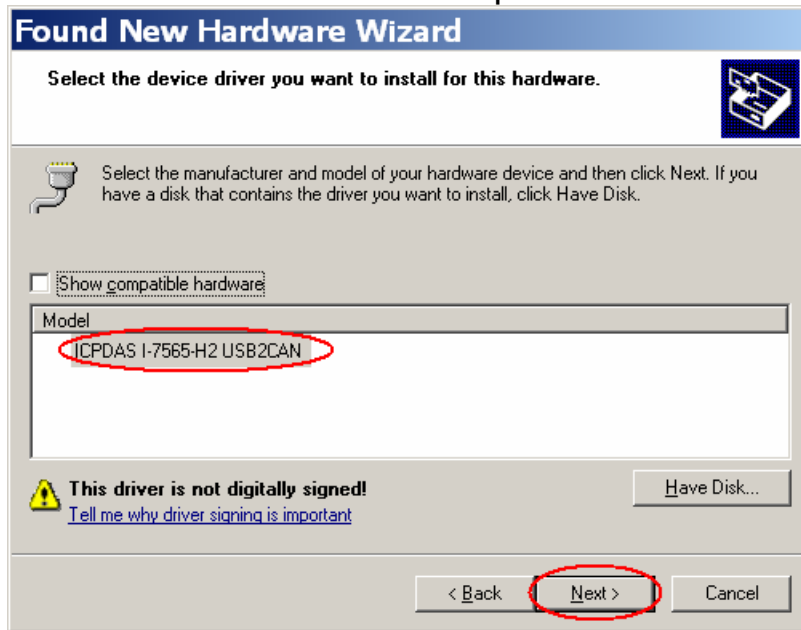 Found New Hardware Wizard
Select the device driver you want to install for this hardware.
Select the manufacturer and model of your hardware device and then click Next. If you
have a disk that contains the driver you want to install, click Have Disk.
Show compatible hardware
Model
ICPDAS I-7565-H2 USB2CAN
This driver is not digitally signed!
Tell me why driver signing is important
Have Disk...
< Back
Next >
Cancel